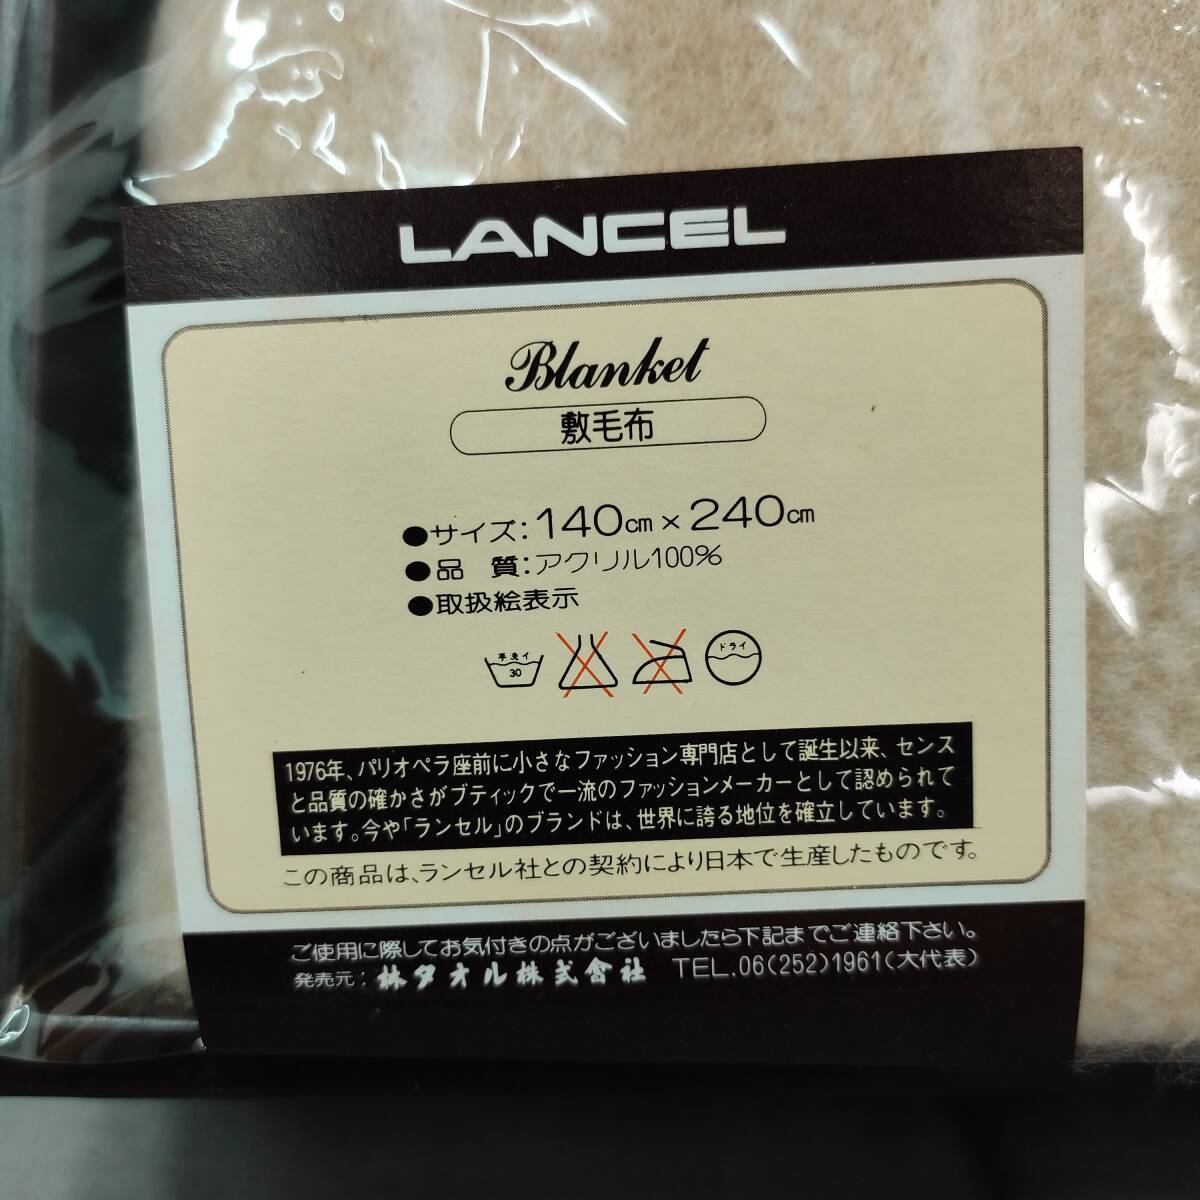 LANCEL
Blanket
敷毛布
●サイズ：140㎝×240㎝
●品　質：アクリル100％
●取扱絵表示
手洗イ
30
ドライ
1976年、パリオペラ座前に小さなファッション専門店として誕生以来、センス
と品質の確かさがブティックで一流のファッションメーカーとして認められて
います。今や「ランセル」のブランドは、世界に誇る地位を確立しています。
この商品は、ランセル社との契約により日本で生産したものです。
ご使用に際してお気付きの点がございましたら下記までご連絡下さい。
発売元：林タオル株式會社　TEL.06(252)1961(大代表)